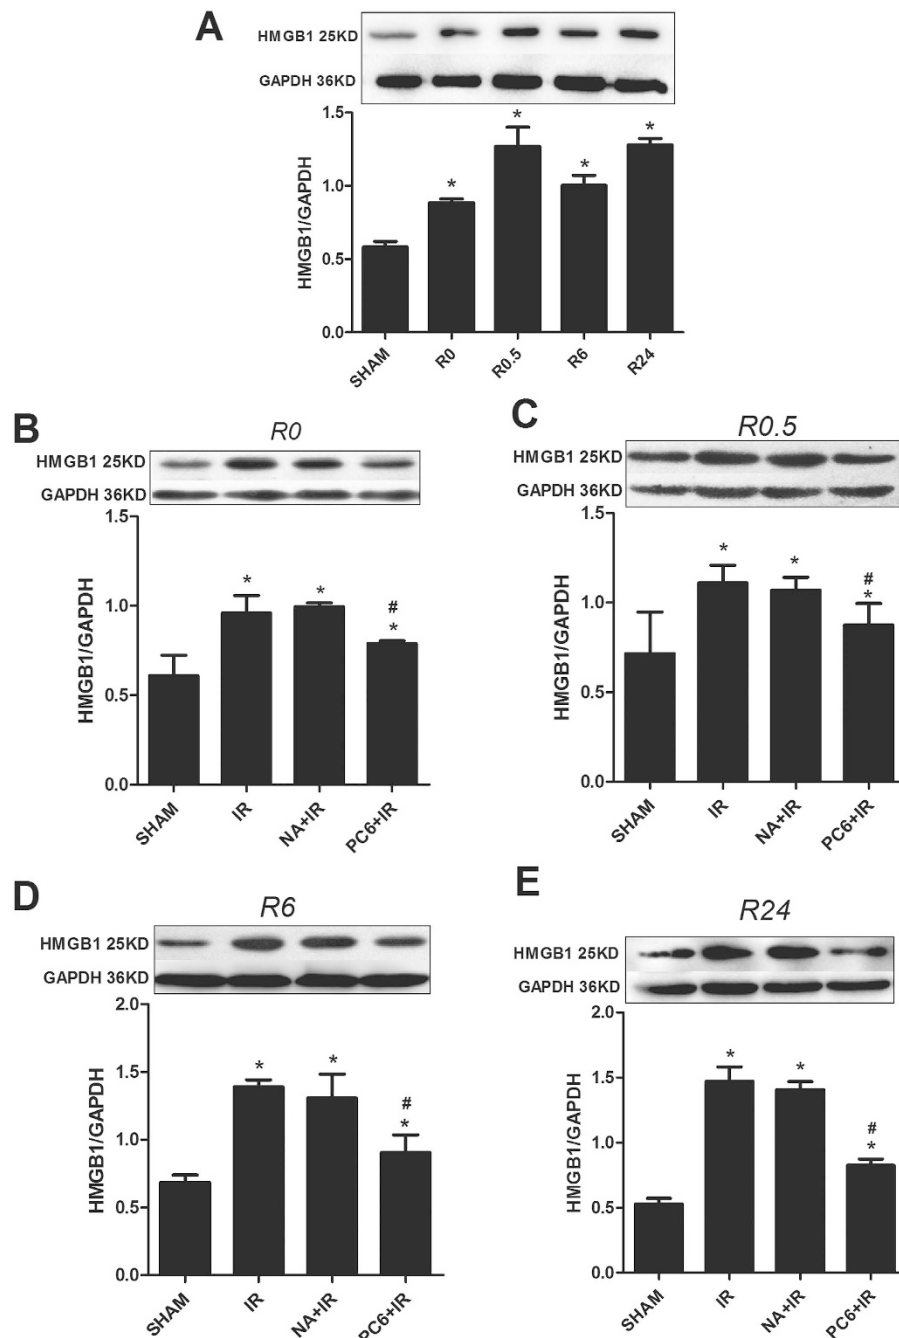 A
HMGB1 25KD
GAPDH 36KD
HMGB1/GAPDH
1.5
1.0
0.5
0.0
*
*
*
*
SHAM R0 R0.5 R6 R24
B
R0
HMGB1 25KD
GAPDH 36KD
HMGB1/GAPDH
1.5
1.0
0.5
0.0
*
*
#
*
SHAM IR NA+IR PC6+IR
C
R0.5
HMGB1 25KD
GAPDH 36KD
HMGB1/GAPDH
1.5
1.0
0.5
0.0
*
*
#
*
SHAM IR NA+IR PC6+IR
D
R6
HMGB1 25KD
GAPDH 36KD
HMGB1/GAPDH
2.0
1.5
1.0
0.5
0.0
*
*
#
*
SHAM IR NA+IR PC6+IR
E
R24
HMGB1 25KD
GAPDH 36KD
HMGB1/GAPDH
2.0
1.5
1.0
0.5
0.0
*
*
#
*
SHAM IR NA+IR PC6+IR